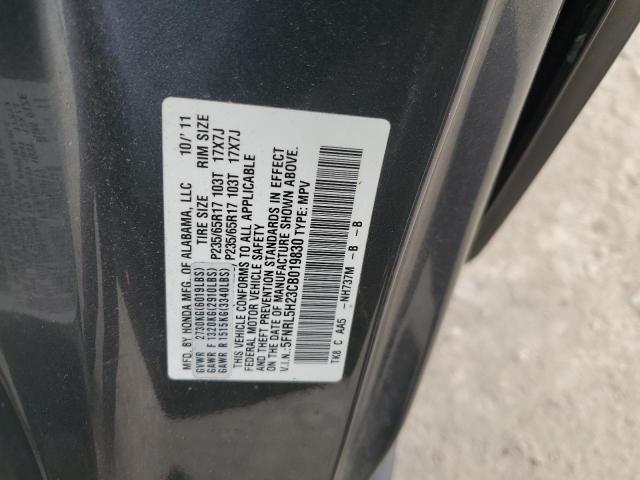 MFD. BY HONDA MFG. OF ALABAMA, LLC 10/'11
TIRE SIZE RIM SIZE
GVWR 2730KG(6019LBS)
GAWR F 1320KG(2910LBS) P235/65R17 103T 17X7J
GAWR R 1515KG(3340LBS) P235/65R17 103T 17X7J
THIS VEHICLE CONFORMS TO ALL APPLICABLE
FEDERAL MOTOR VEHICLE SAFETY
AND THEFT PREVENTION STANDARDS IN EFFECT
ON THE DATE OF MANUFACTURE SHOWN ABOVE.
V.I.N.:5FNRL5H23CB019830 TYPE: MPV
TK8 C AA5 -NH737M -B -B